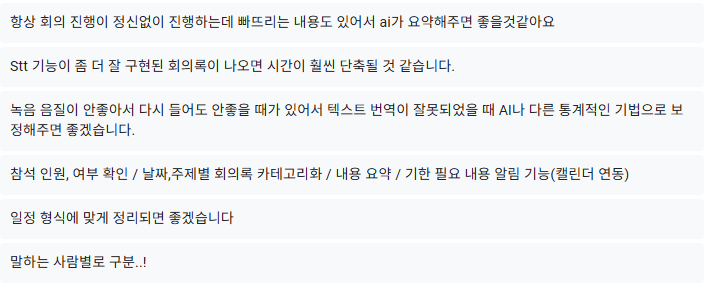 항상 회의 진행이 정신없이 진행하는데 빠뜨리는 내용도 있어서 ai가 요약해주면 좋을것같아요
Stt 기능이 좀 더 잘 구현된 회의록이 나오면 시간이 훨씬 단축될 것 같습니다.
녹음 음질이 안좋아서 다시 들어도 안좋을 때가 있어서 텍스트 번역이 잘못되었을 때 AI나 다른 통계적인 기법으로 보
정해주면 좋겠습니다.
참석 인원, 여부 확인 / 날짜,주제별 회의록 카테고리화 / 내용 요약 / 기한 필요 내용 알림 기능(캘린더 연동)
일정 형식에 맞게 정리되면 좋겠습니다
말하는 사람별로 구분..!